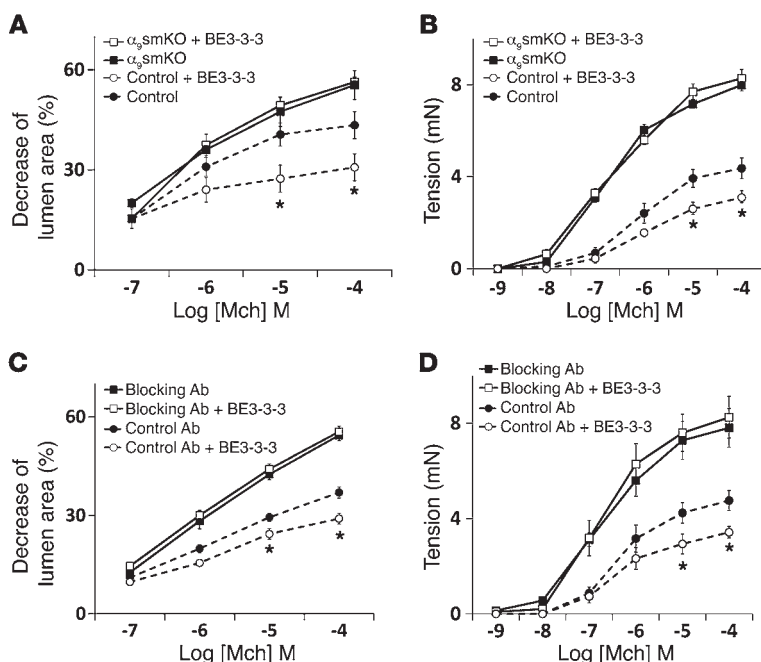 A
α₉smKO + BE3-3-3
α₉smKO
Control + BE3-3-3
Control
60
30
0
Decrease of
lumen area (%)
-7 -6 -5 -4
* *
Log [Mch] M
B
α₉smKO + BE3-3-3
α₉smKO
Control + BE3-3-3
Control
8
4
0
Tension (mN)
-9 -8 -7 -6 -5 -4
* *
Log [Mch] M
C
Blocking Ab
Blocking Ab + BE3-3-3
Control Ab
Control Ab + BE3-3-3
60
30
0
Decrease of
lumen area (%)
-7 -6 -5 -4
* *
Log [Mch] M
D
Blocking Ab
Blocking Ab + BE3-3-3
Control Ab
Control Ab + BE3-3-3
8
4
0
Tension (mN)
-9 -8 -7 -6 -5 -4
* *
Log [Mch] M